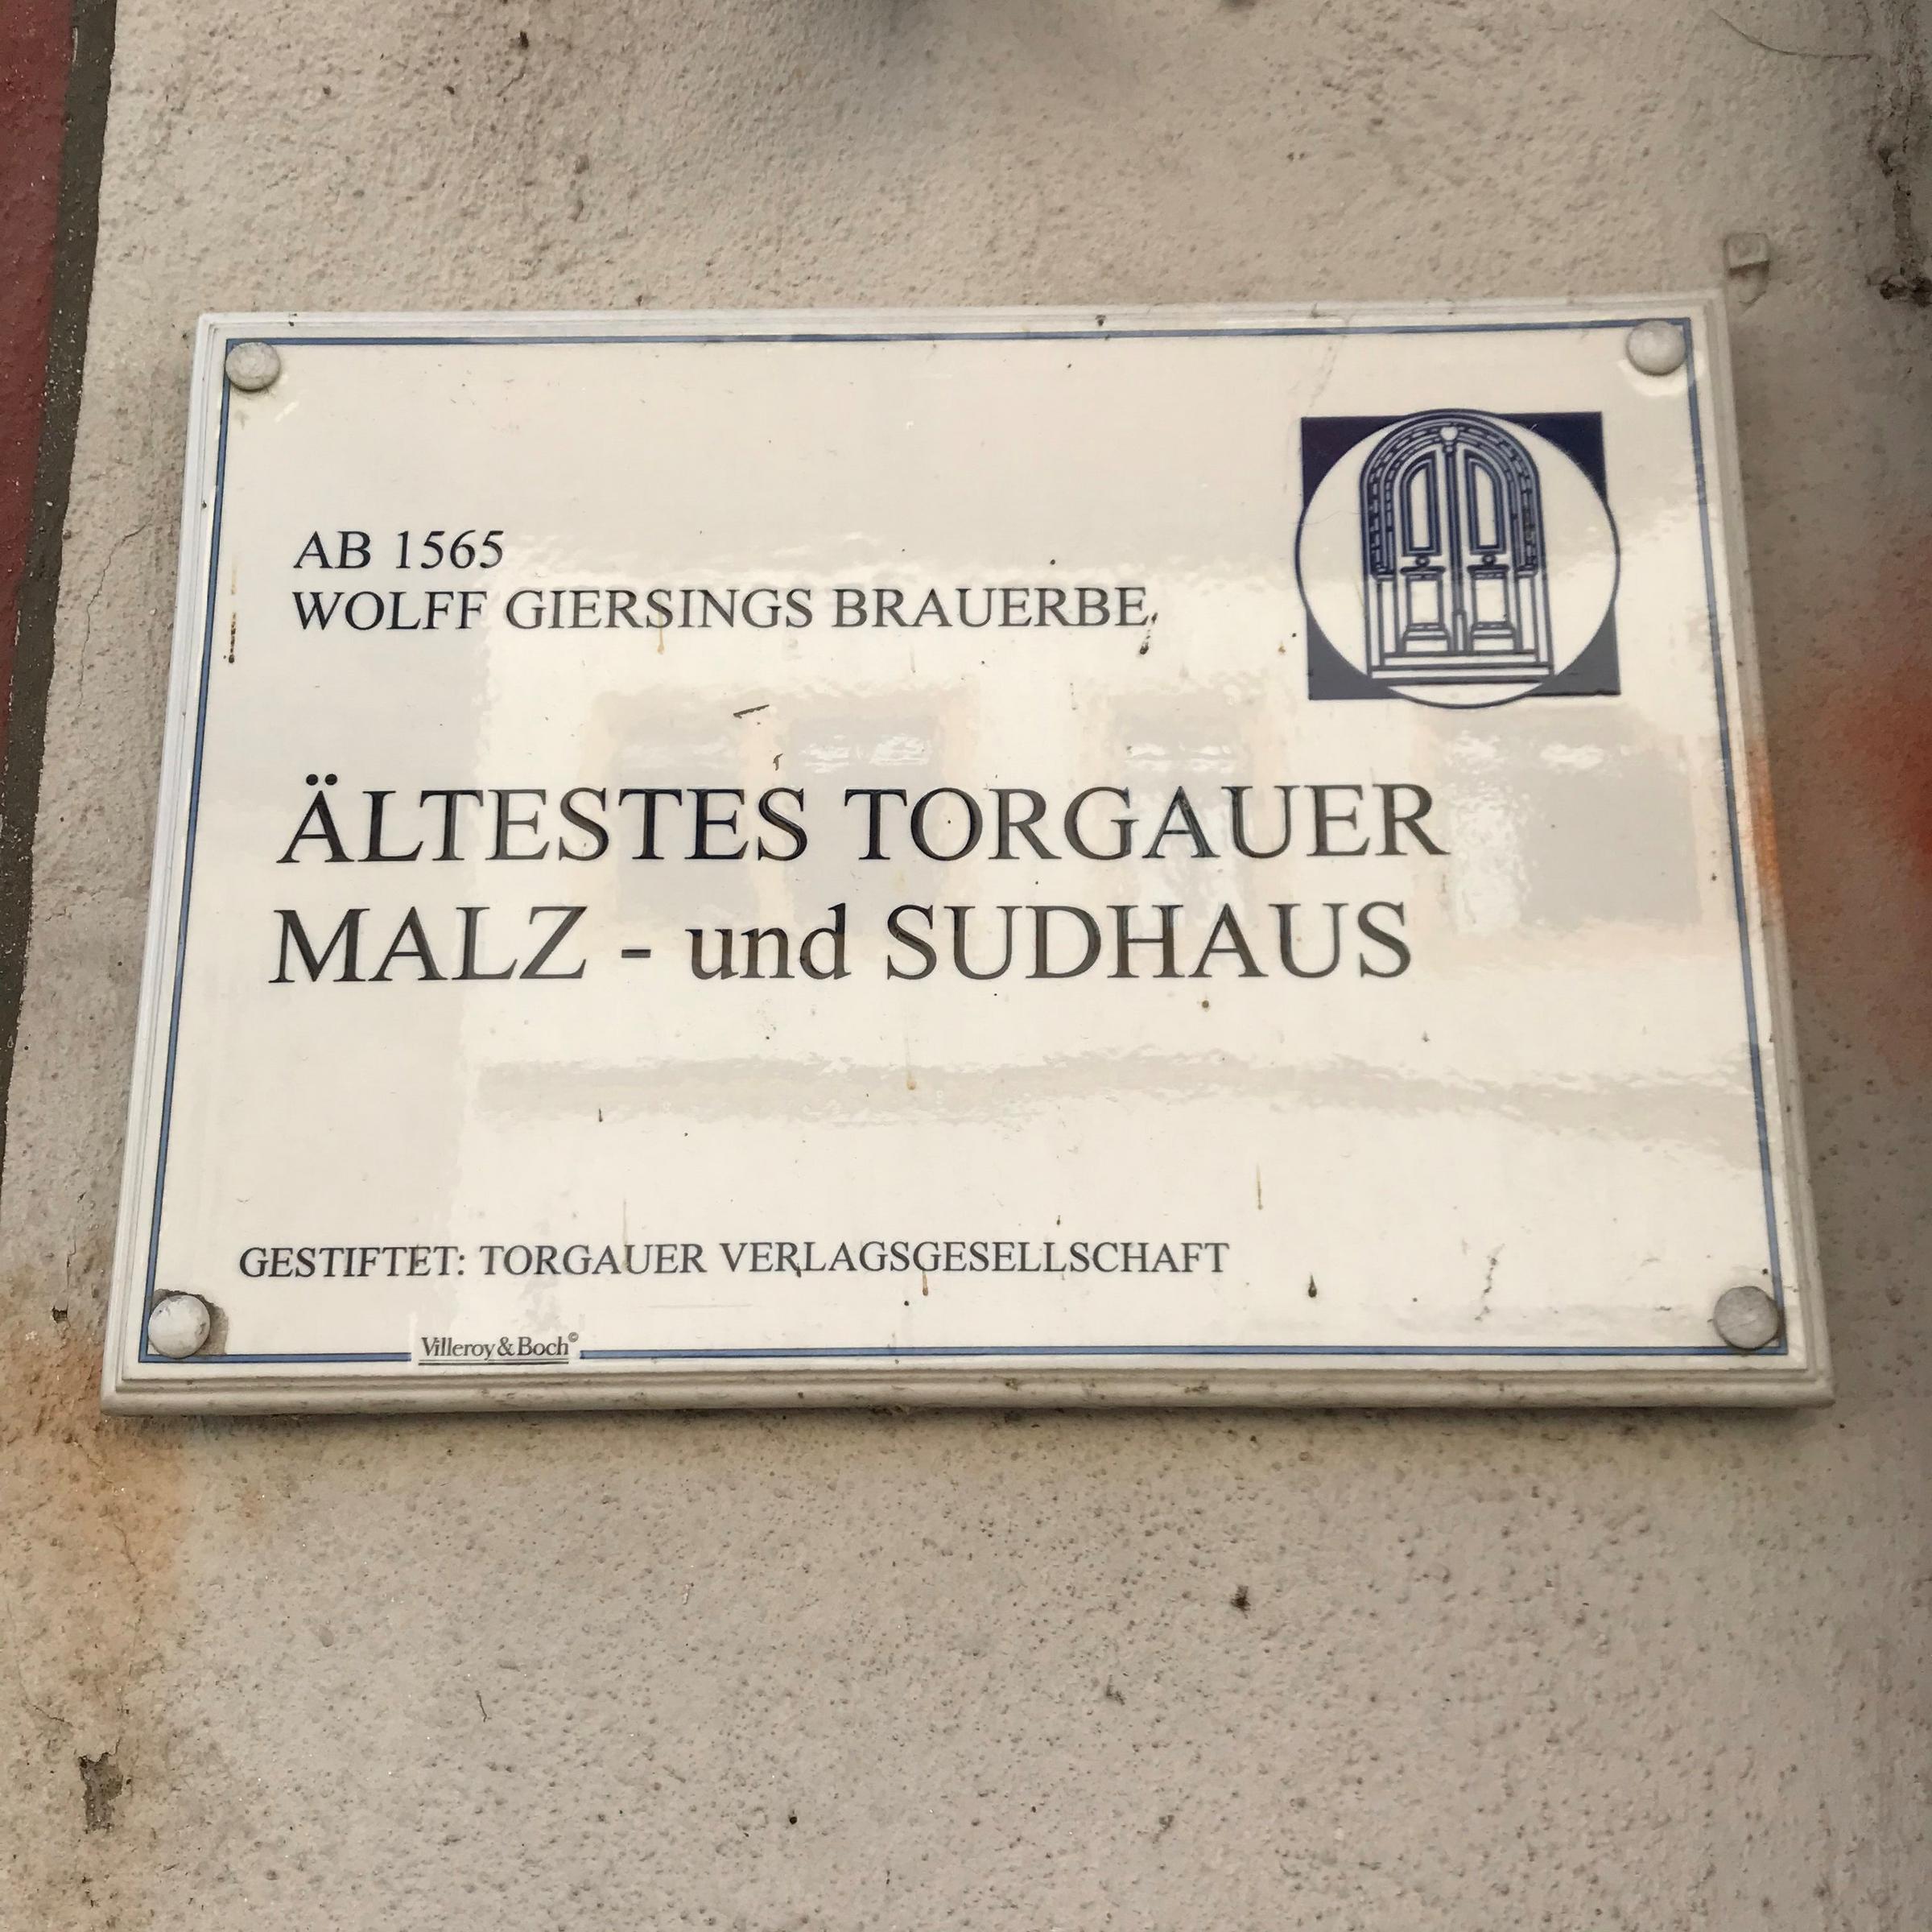 AB 1565
WOLFF GIERSINGS BRAUERBE,
ÄLTESTES TORGAUER
MALZ - und SUDHAUS
GESTIFTET: TORGAUER VERLAGSGESELLSCHAFT
Villeroy & Boch©